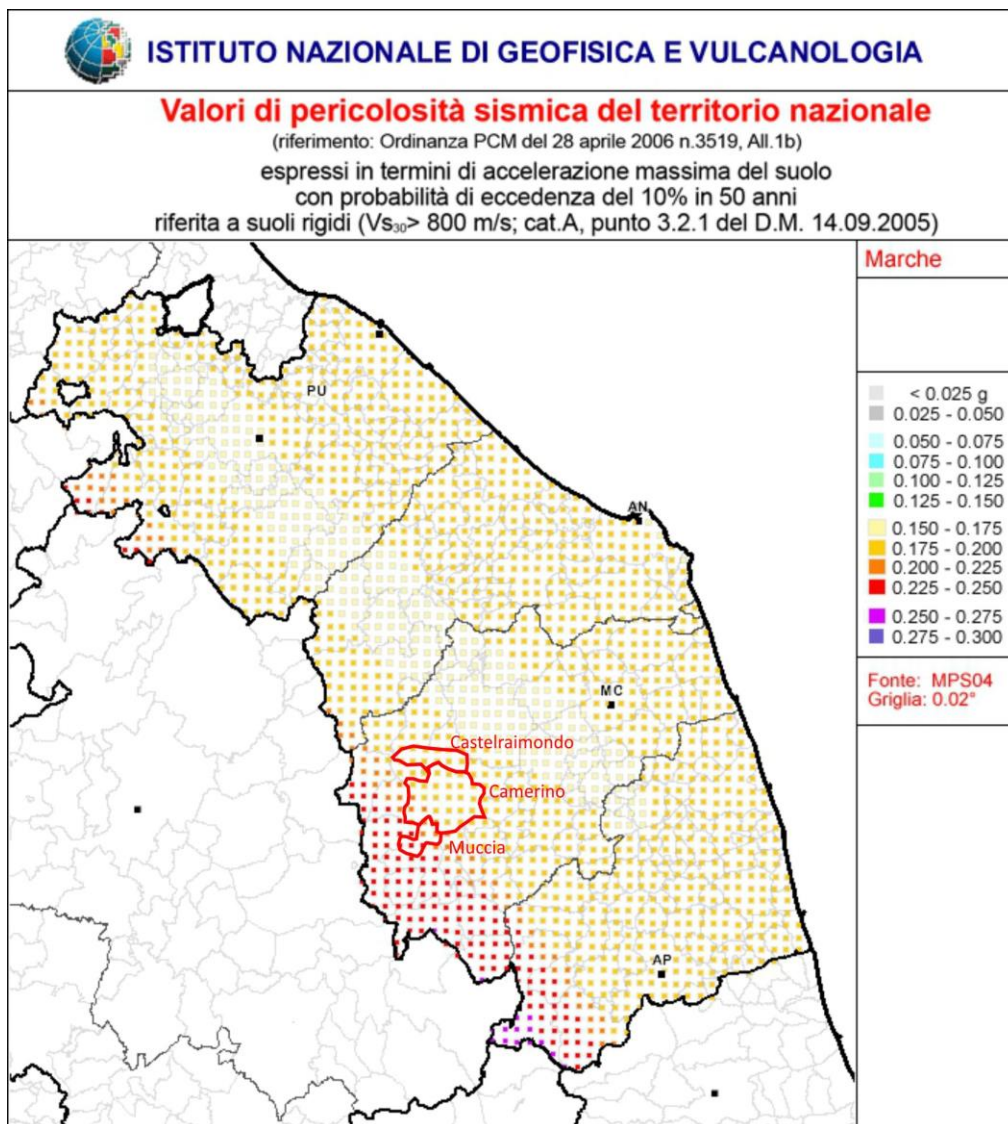 ISTITUTO NAZIONALE DI GEOFISICA E VULCANOLOGIA
Valori di pericolosità sismica del territorio nazionale
(riferimento: Ordinanza PCM del 28 aprile 2006 n.3519, All.1b)
espressi in termini di accelerazione massima del suolo
con probabilità di eccedenza del 10% in 50 anni
riferita a suoli rigidi (Vs₃₀> 800 m/s; cat.A, punto 3.2.1 del D.M. 14.09.2005)
Marche
PU
AN
MC
Castelraimondo
Camerino
Muccia
AP
< 0.025 g
0.025 - 0.050
0.050 - 0.075
0.075 - 0.100
0.100 - 0.125
0.125 - 0.150
0.150 - 0.175
0.175 - 0.200
0.200 - 0.225
0.225 - 0.250
0.250 - 0.275
0.275 - 0.300
Fonte: MPS04
Griglia: 0.02°